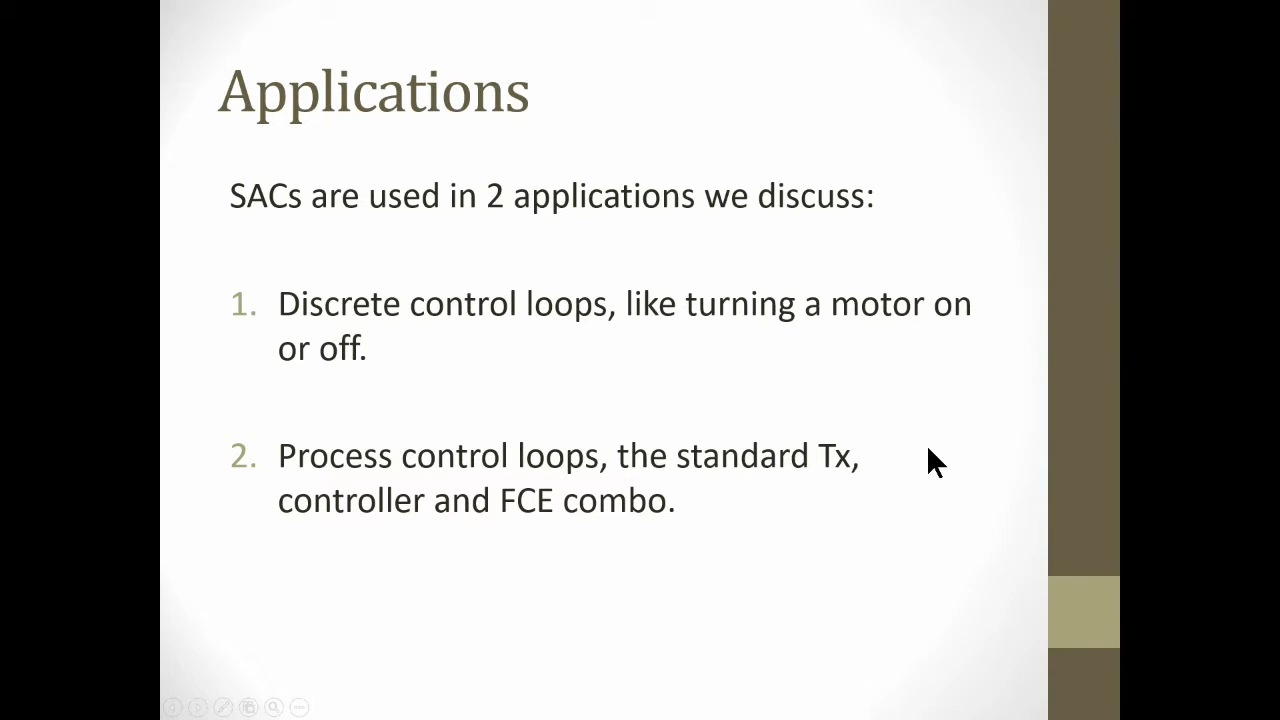 Applications
SACs are used in 2 applications we discuss:
1. Discrete control loops, like turning a motor on
or off.
2. Process control loops, the standard Tx,
controller and FCE combo.